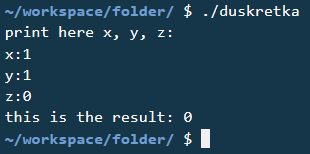 ~/workspace/folder/ $ ./duskretka
print here x, y, z:
x:1
y:1
z:0
this is the result: 0
~/workspace/folder/ $